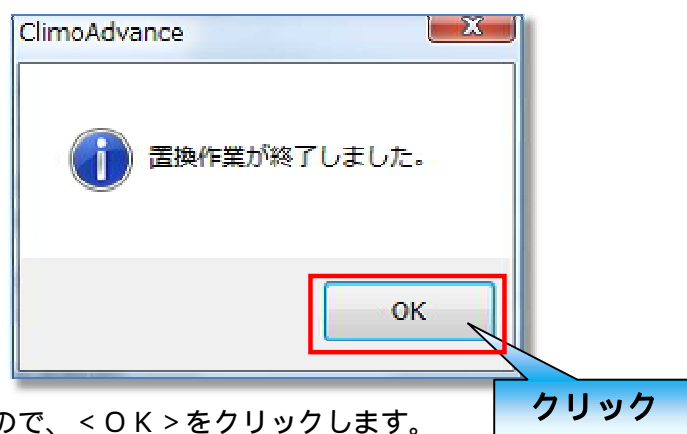 ClimoAdvance
置換作業が終了しました。
OK
クリック
ので、＜ＯＫ＞をクリックします。